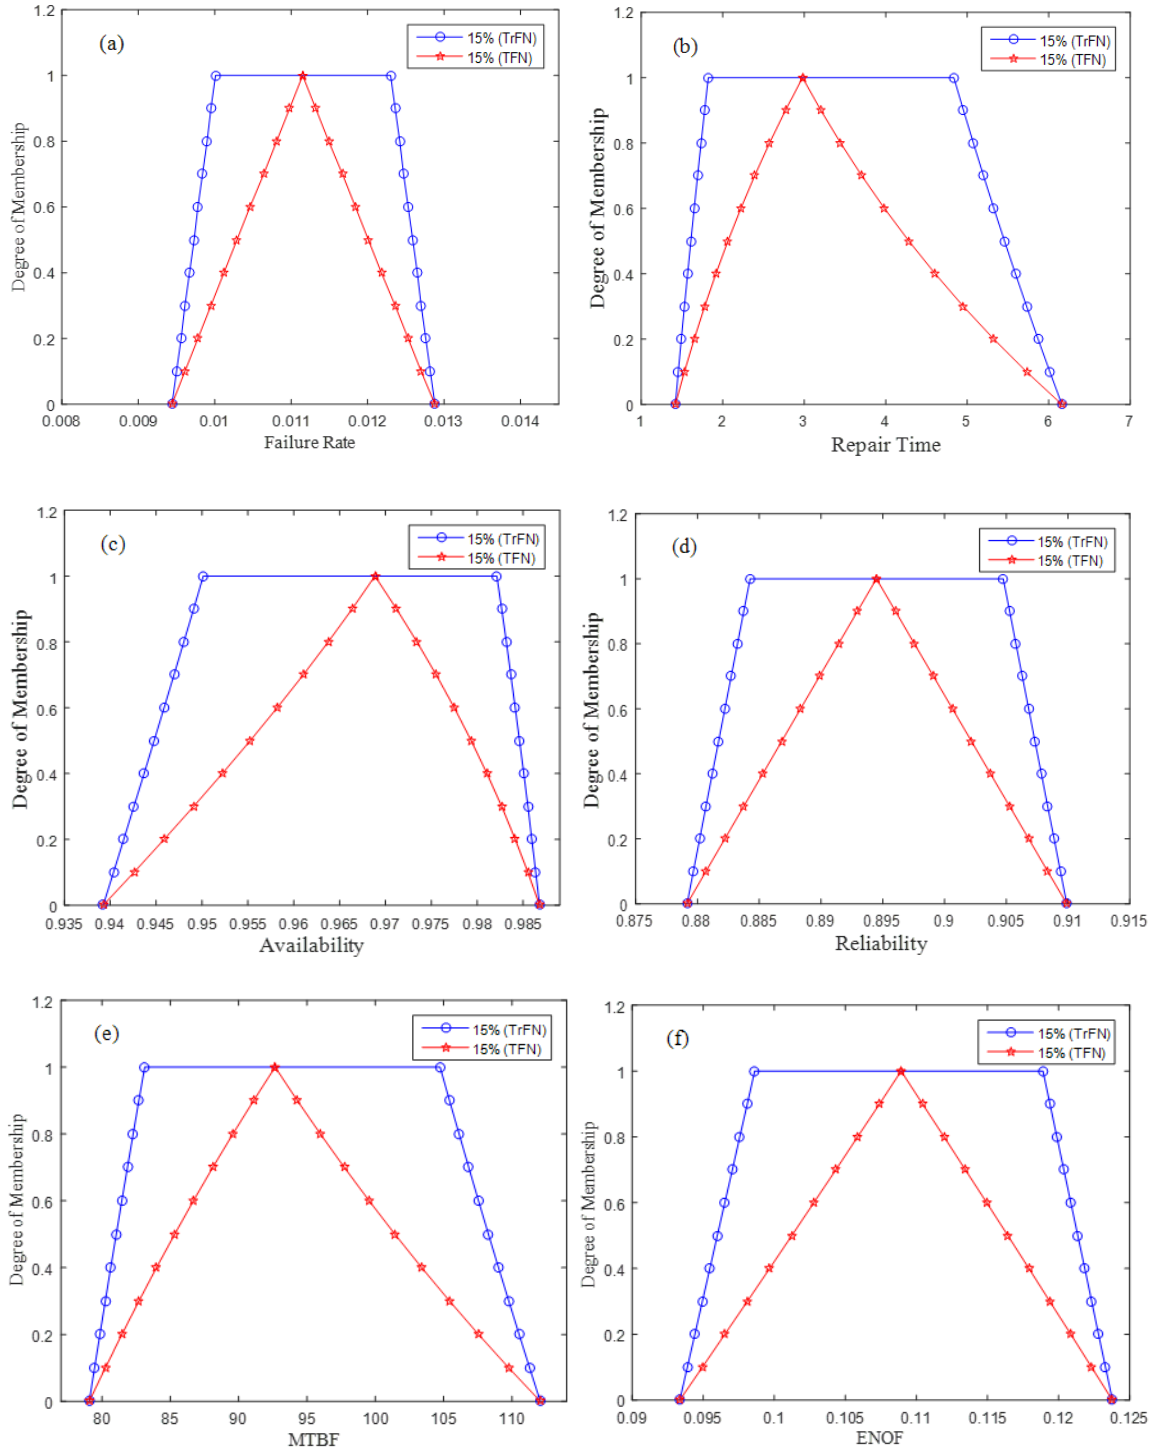 (a)
15% (TrFN)
15% (TFN)
Degree of Membership
1.2
1
0.8
0.6
0.4
0.2
0
0.008 0.009 0.01 0.011 0.012 0.013 0.014
Failure Rate
(b)
15% (TrFN)
15% (TFN)
Degree of Membership
1.2
1
0.8
0.6
0.4
0.2
0
1 2 3 4 5 6 7
Repair Time
(c)
15% (TrFN)
15% (TFN)
Degree of Membership
1.2
1
0.8
0.6
0.4
0.2
0
0.935 0.94 0.945 0.95 0.955 0.96 0.965 0.97 0.975 0.98 0.985
Availability
(d)
15% (TrFN)
15% (TFN)
Degree of Membership
1.2
1
0.8
0.6
0.4
0.2
0
0.875 0.88 0.885 0.89 0.895 0.9 0.905 0.91 0.915
Reliability
(e)
15% (TrFN)
15% (TFN)
Degree of Membership
1.2
1
0.8
0.6
0.4
0.2
0
80 85 90 95 100 105 110
MTBF
(f)
15% (TrFN)
15% (TFN)
Degree of Membership
1.2
1
0.8
0.6
0.4
0.2
0
0.09 0.095 0.1 0.105 0.11 0.115 0.12 0.125
ENOF